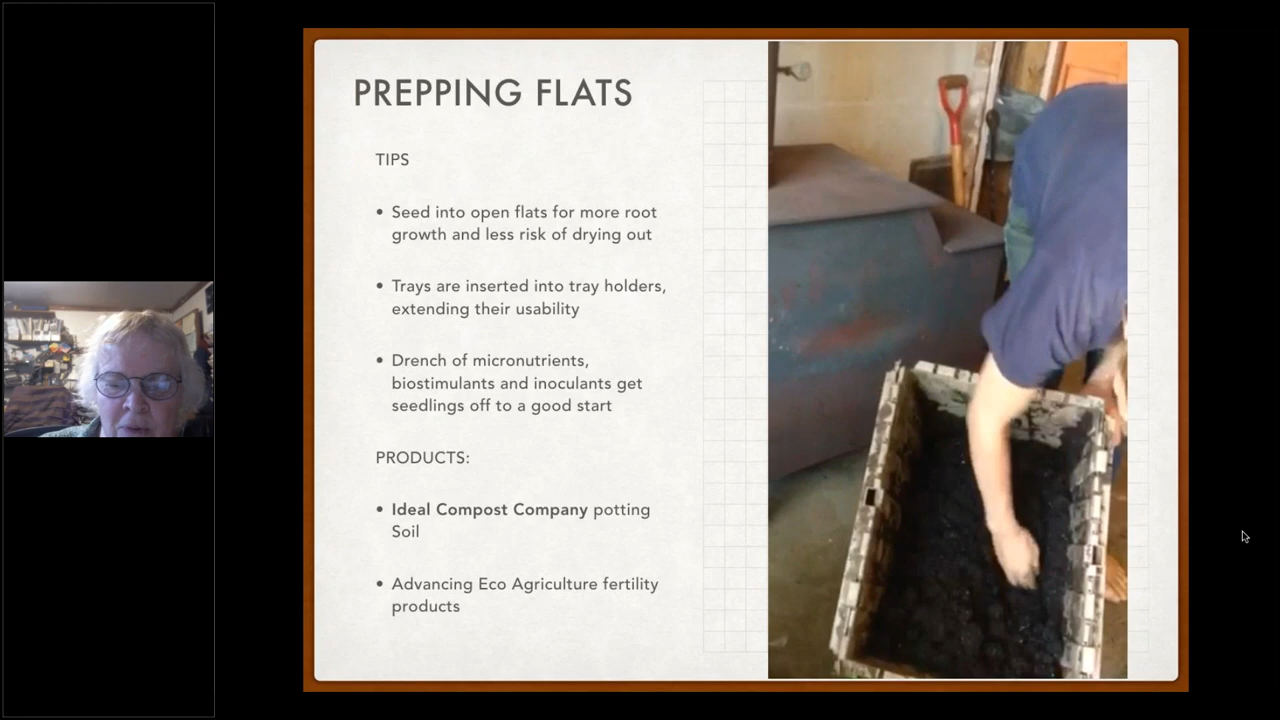 PREPPING FLATS
TIPS
• Seed into open flats for more root
growth and less risk of drying out
• Trays are inserted into tray holders,
extending their usability
• Drench of micronutrients,
biostimulants and inoculants get
seedlings off to a good start
PRODUCTS:
• Ideal Compost Company potting
Soil
• Advancing Eco Agriculture fertility
products